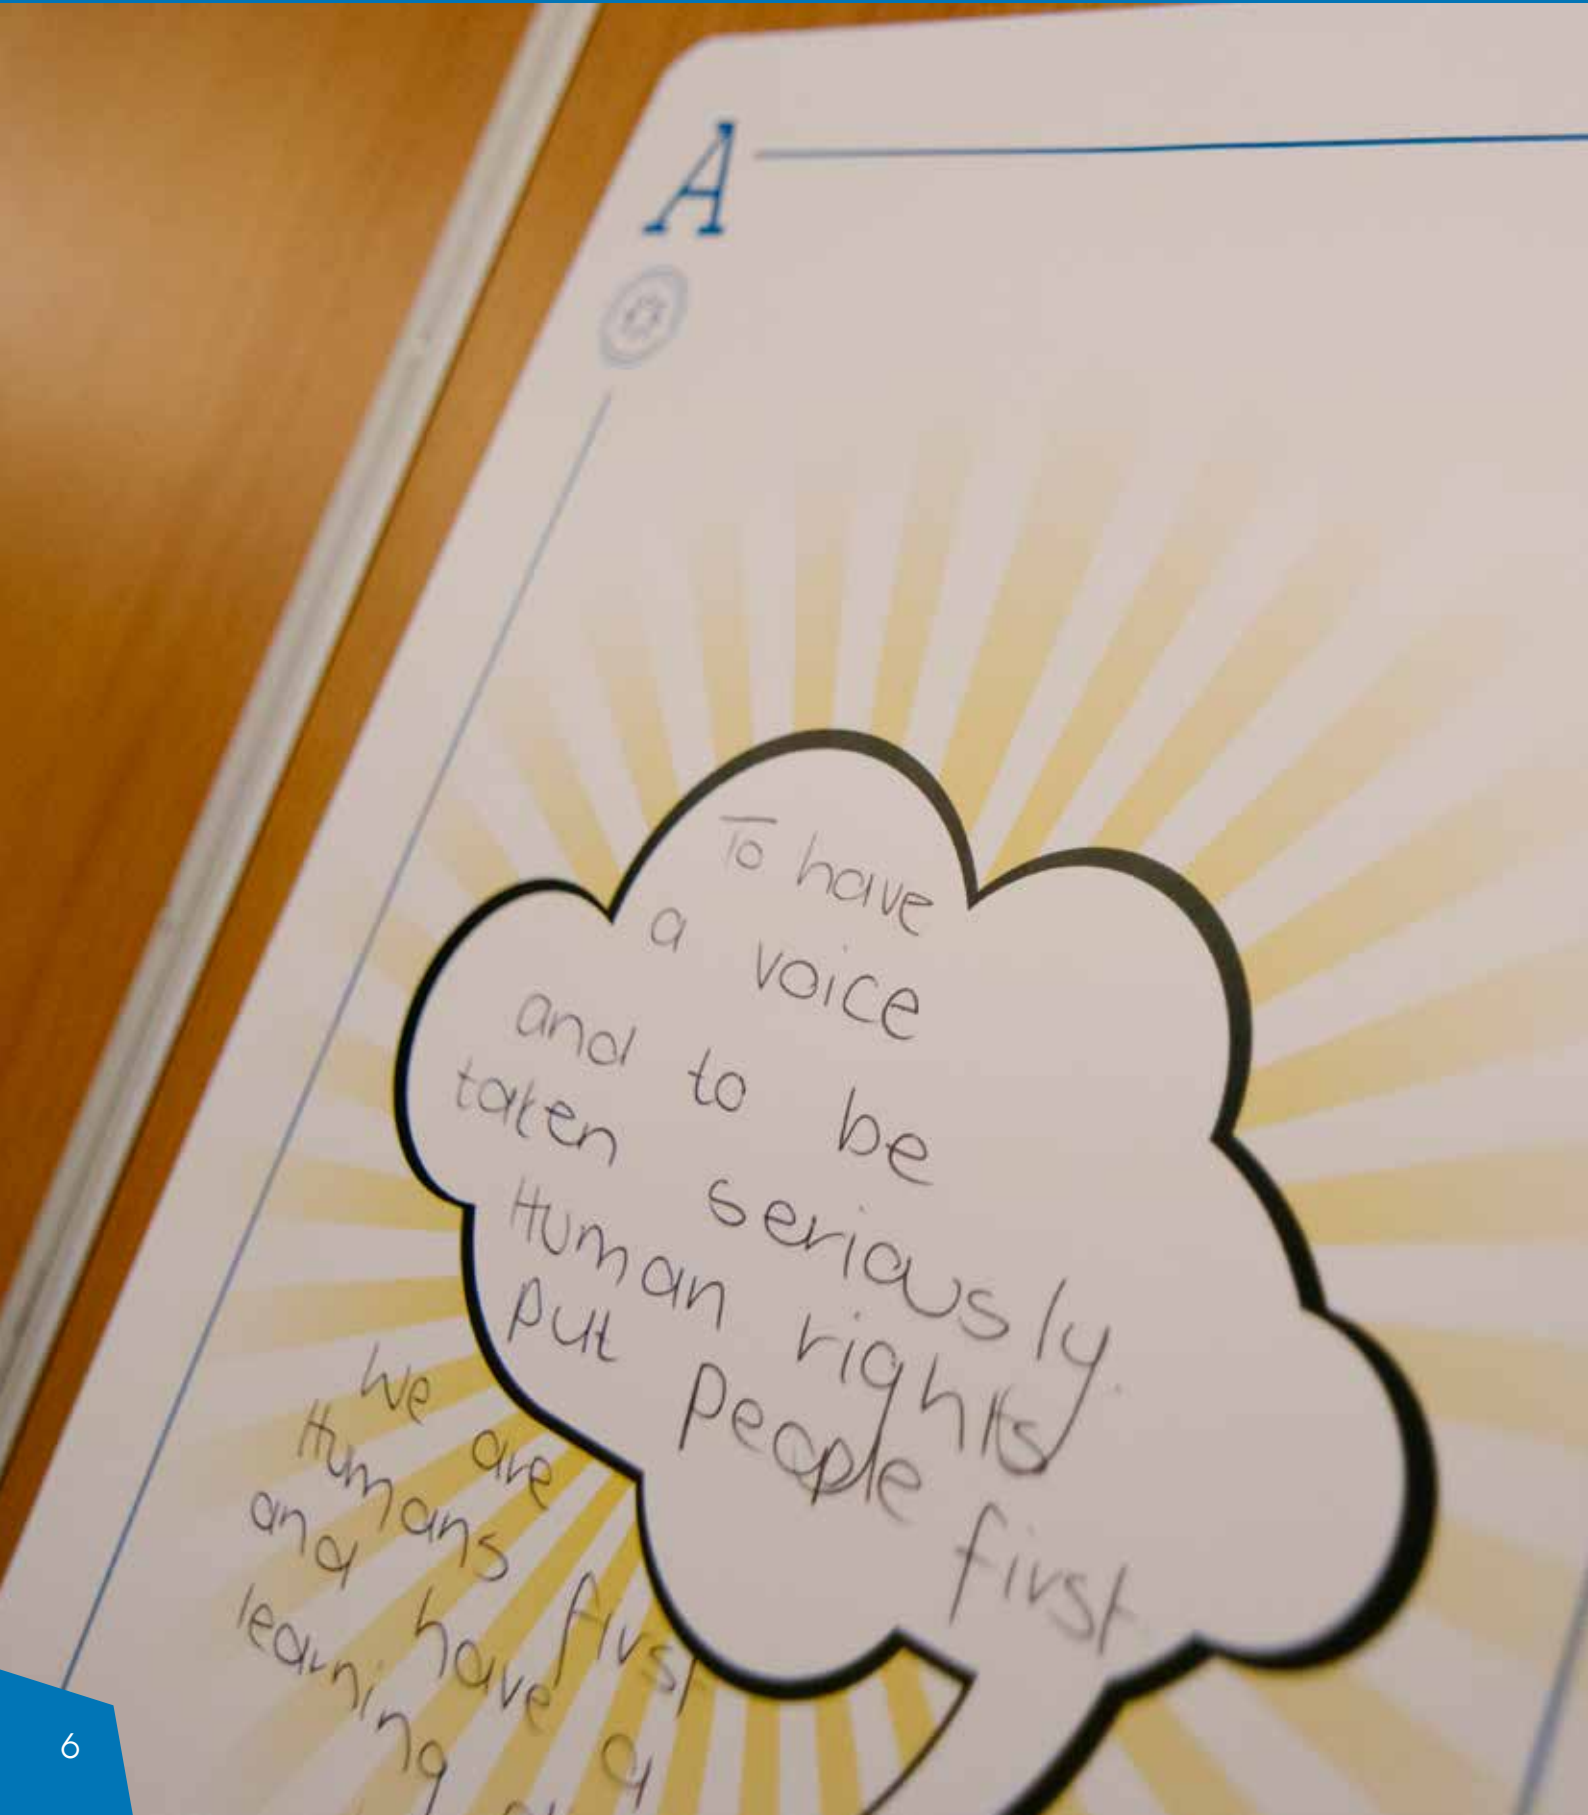 A
To have
a voice
and to be
taken seriously.
Human rights
put people first
We are
Humans first
and have a
learning
6